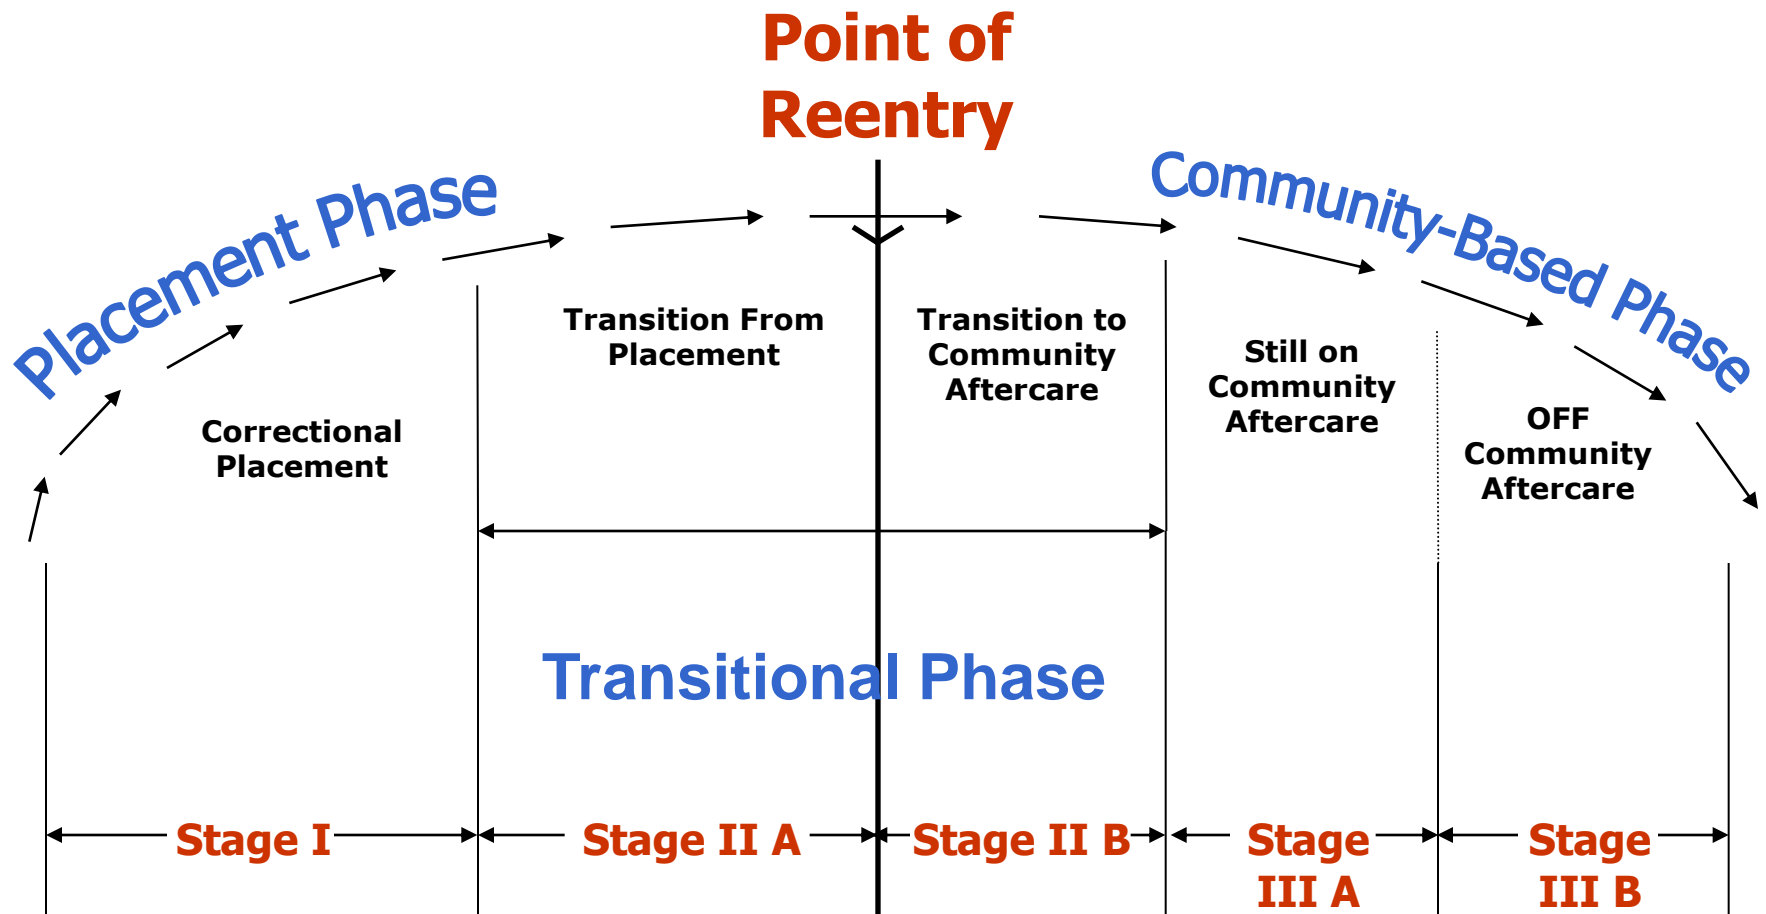 Point of
Reentry
Placement Phase
Community-Based Phase
Correctional
Placement
Transition From
Placement
Transition to
Community
Aftercare
Still on
Community
Aftercare
OFF
Community
Aftercare
Transitional Phase
Stage I
Stage II A
Stage II B
Stage
III A
Stage
III B